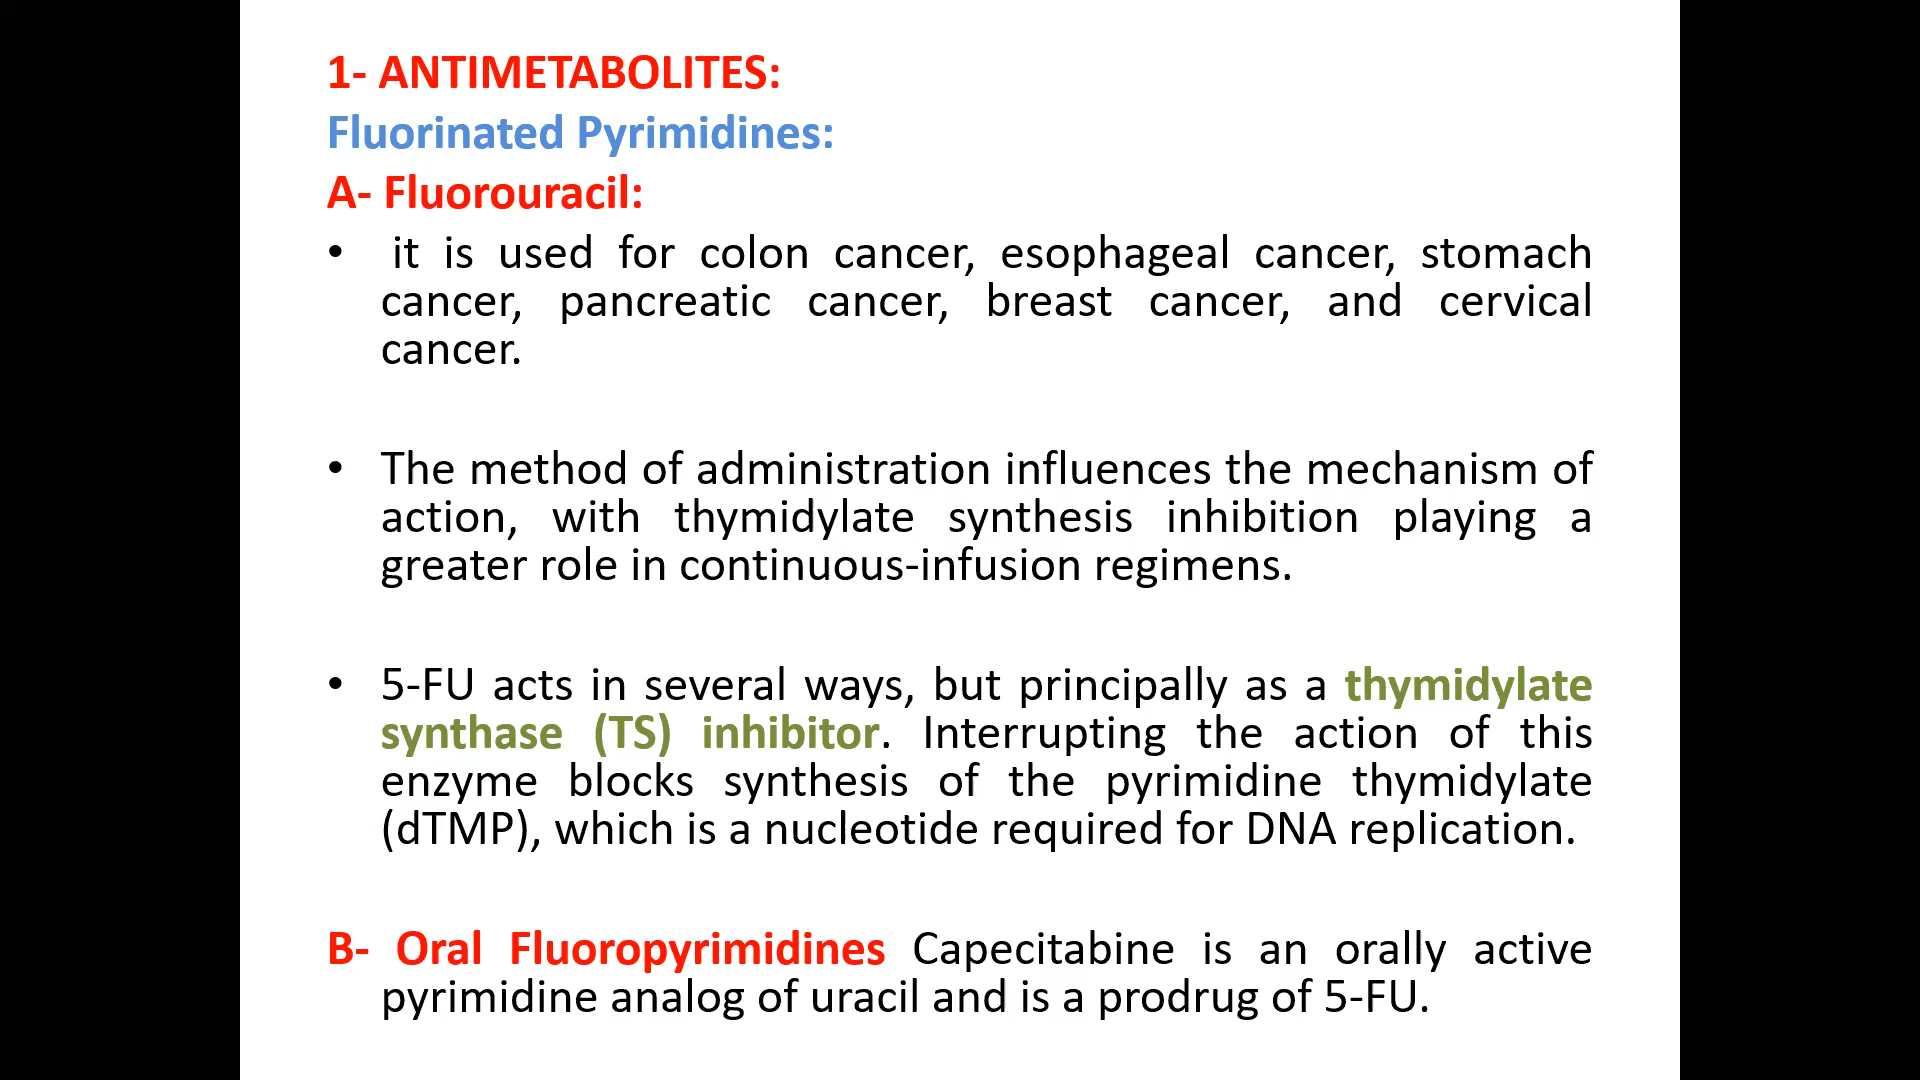 1- ANTIMETABOLITES:
Fluorinated Pyrimidines:
A- Fluorouracil:
• it is used for colon cancer, esophageal cancer, stomach
cancer, pancreatic cancer, breast cancer, and cervical
cancer.
• The method of administration influences the mechanism of
action, with thymidylate synthesis inhibition playing a
greater role in continuous-infusion regimens.
• 5-FU acts in several ways, but principally as a thymidylate
synthase (TS) inhibitor. Interrupting the action of this
enzyme blocks synthesis of the pyrimidine thymidylate
(dTMP), which is a nucleotide required for DNA replication.
B- Oral Fluoropyrimidines Capecitabine is an orally active
pyrimidine analog of uracil and is a prodrug of 5-FU.